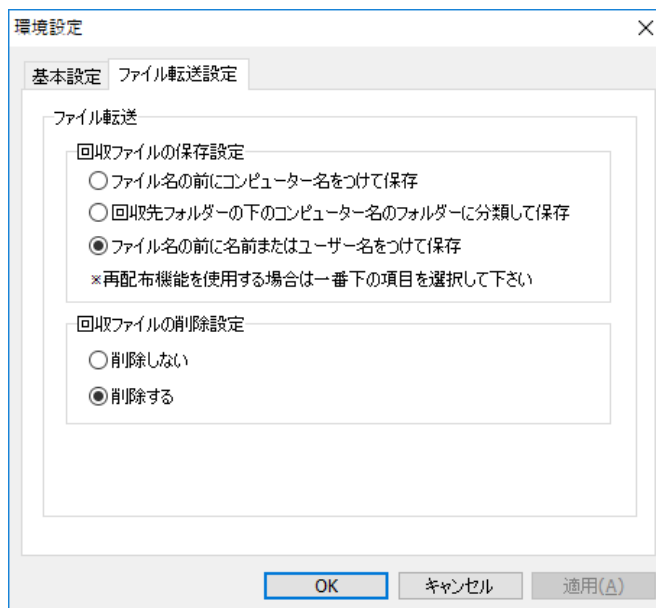 環境設定
基本設定
ファイル転送設定
ファイル転送
回収ファイルの保存設定
ファイル名の前にコンピューター名をつけて保存
回収先フォルダーの下のコンピューター名のフォルダーに分類して保存
ファイル名の前に名前またはユーザー名をつけて保存
※再配布機能を使用する場合は一番下の項目を選択して下さい
回収ファイルの削除設定
削除しない
削除する
OK
キャンセル
適用(A)